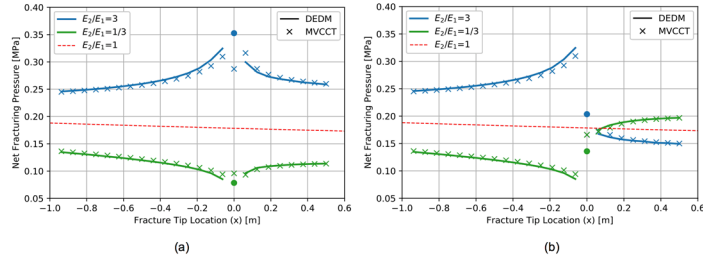 E₂/E₁=3
E₂/E₁=1/3
E₂/E₁=1
DEDM
MVCCT
Net Fracturing Pressure [MPa]
0.40
0.35
0.30
0.25
0.20
0.15
0.10
0.05
−1.0 −0.8 −0.6 −0.4 −0.2 0.0 0.2 0.4 0.6
Fracture Tip Location (x) [m]
(a)
E₂/E₁=3
E₂/E₁=1/3
E₂/E₁=1
DEDM
MVCCT
Net Fracturing Pressure [MPa]
0.40
0.35
0.30
0.25
0.20
0.15
0.10
0.05
−1.0 −0.8 −0.6 −0.4 −0.2 0.0 0.2 0.4 0.6
Fracture Tip Location (x) [m]
(b)